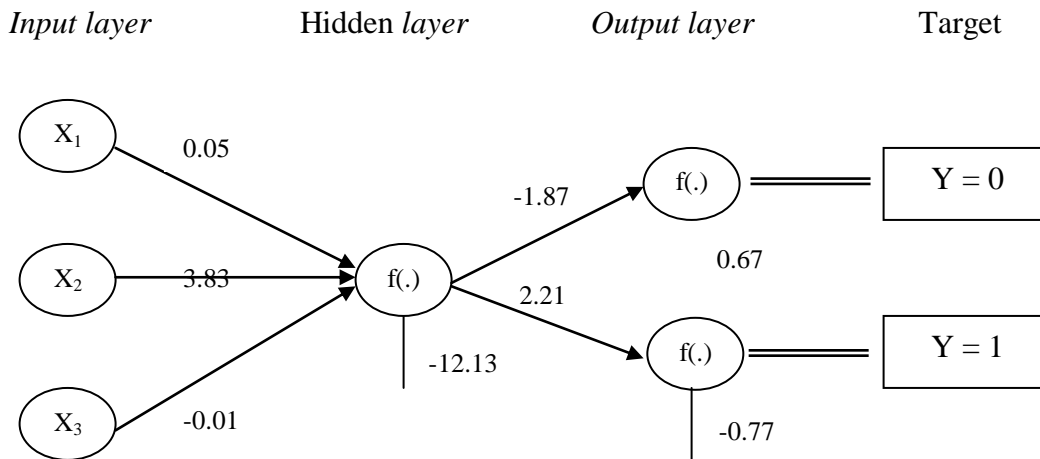 Input layer Hidden layer Output layer Target
X1 0.05 f(.) Y = 0
-1.87
0.67
X2 3.83 f(.) 2.21
f(.) Y = 1
-12.13
X3 -0.01 -0.77